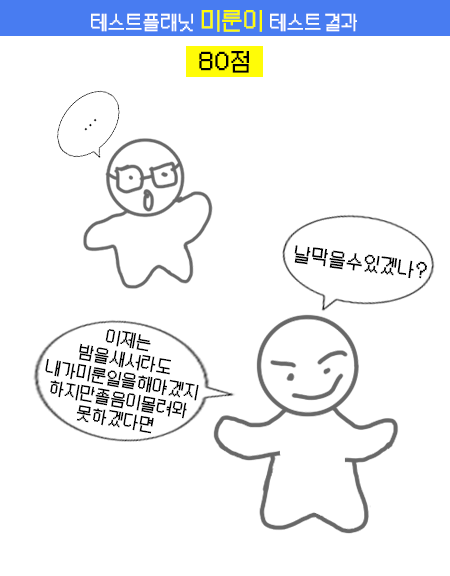 테스트플래닛 미룬이 테스트 결과
80점
...
날막을수있겠나?
이제는
밤을새서라도
내가미룬일을해야겠지
하지만졸음이몰려와
못하겠다면